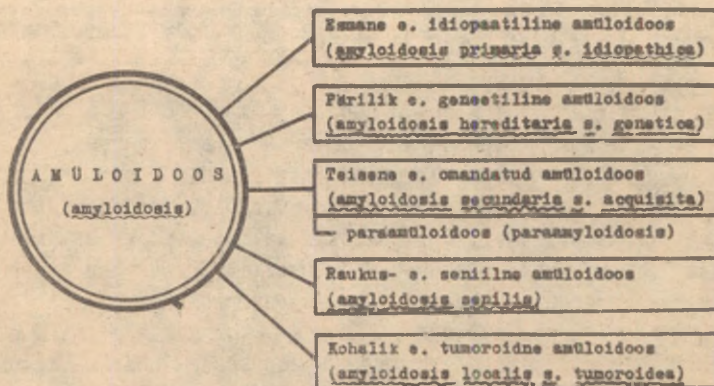 AMÜLOIDOOS
(amyloidosis)
Esmane e. idiopaatiline amüloidoos
(amyloidosis primaria s. idiopathica)
Pärilik e. geneetiline amüloidoos
(amyloidosis hereditaria s. genetica)
Teisene e. omandatud amüloidoos
(amyloidosis secundaria s. acquisita)
paraamüloidoos (paraamyloidosis)
Raukus- e. seniilne amüloidoos
(amyloidosis senilis)
Kohalik e. tumoroidne amüloidoos
(amyloidosis localis s. tumoroidea)